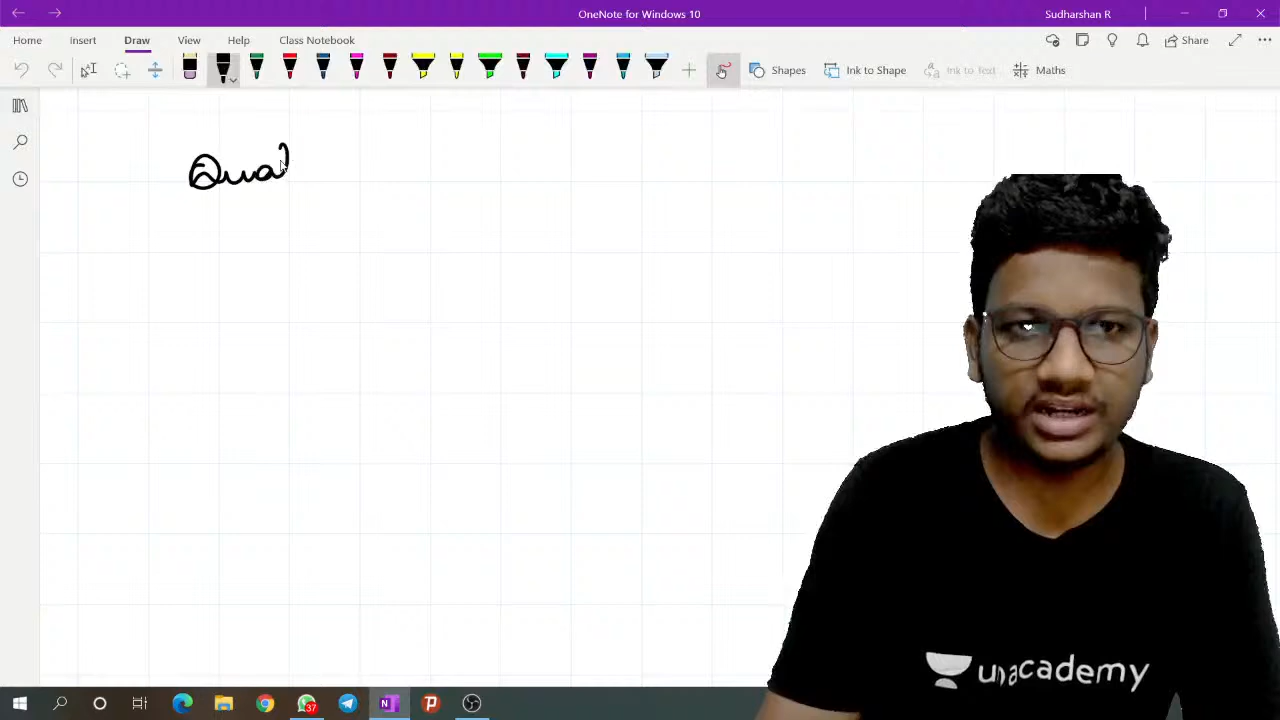 OneNote for Windows 10
Sudharshan R
Home Insert Draw View Help Class Notebook
Share
Shapes Ink to Shape Ink to Text Maths
unacademy
37